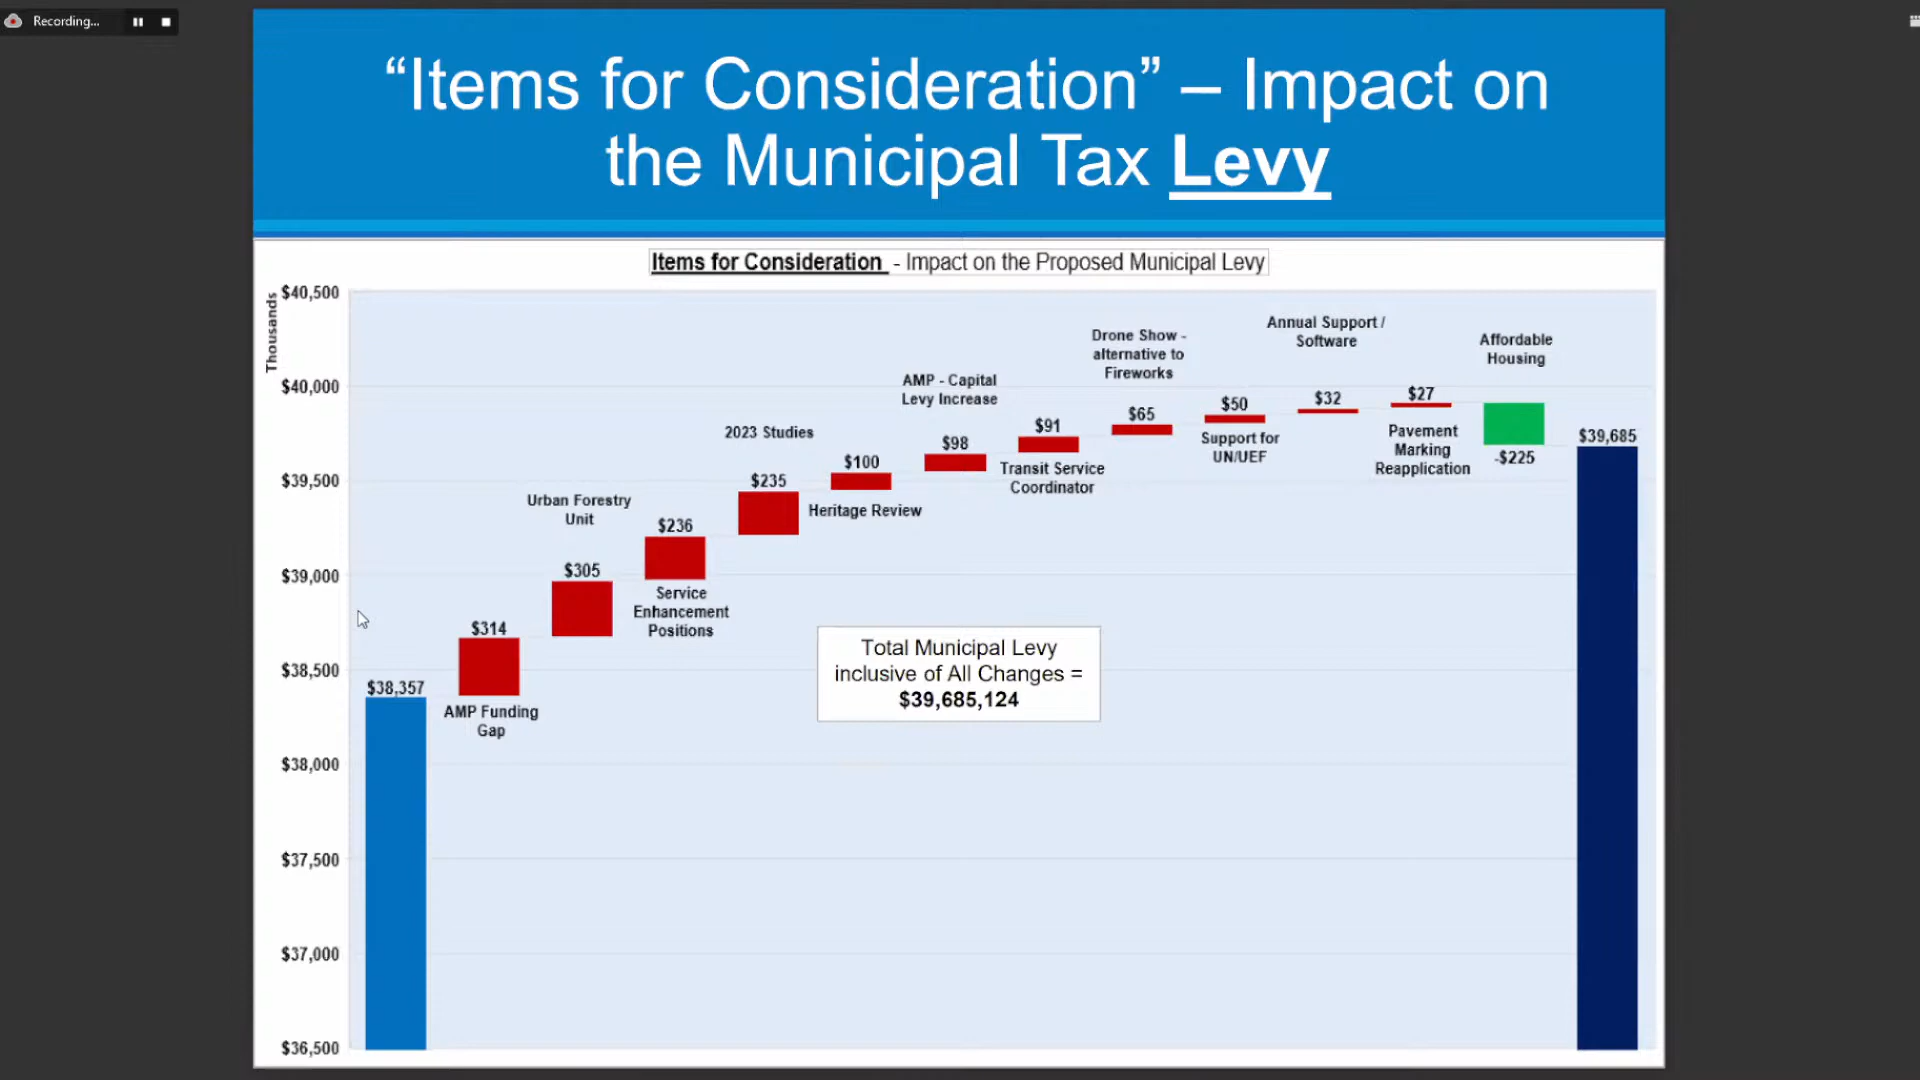 Recording...
“Items for Consideration” – Impact on
the Municipal Tax Levy
Items for Consideration - Impact on the Proposed Municipal Levy
Thousands
$40,500
$40,000
$39,500
$39,000
$38,500
$38,000
$37,500
$37,000
$36,500
$38,357
$314
AMP Funding
Gap
Urban Forestry
Unit
$305
$236
Service
Enhancement
Positions
2023 Studies
$235
$100
Heritage Review
AMP - Capital
Levy Increase
$98
$91
Transit Service
Coordinator
Drone Show -
alternative to
Fireworks
$65
$50
Support for
UN/UEF
Annual Support /
Software
$32
$27
Pavement
Marking
Reapplication
Affordable
Housing
-$225
$39,685
Total Municipal Levy
inclusive of All Changes =
$39,685,124